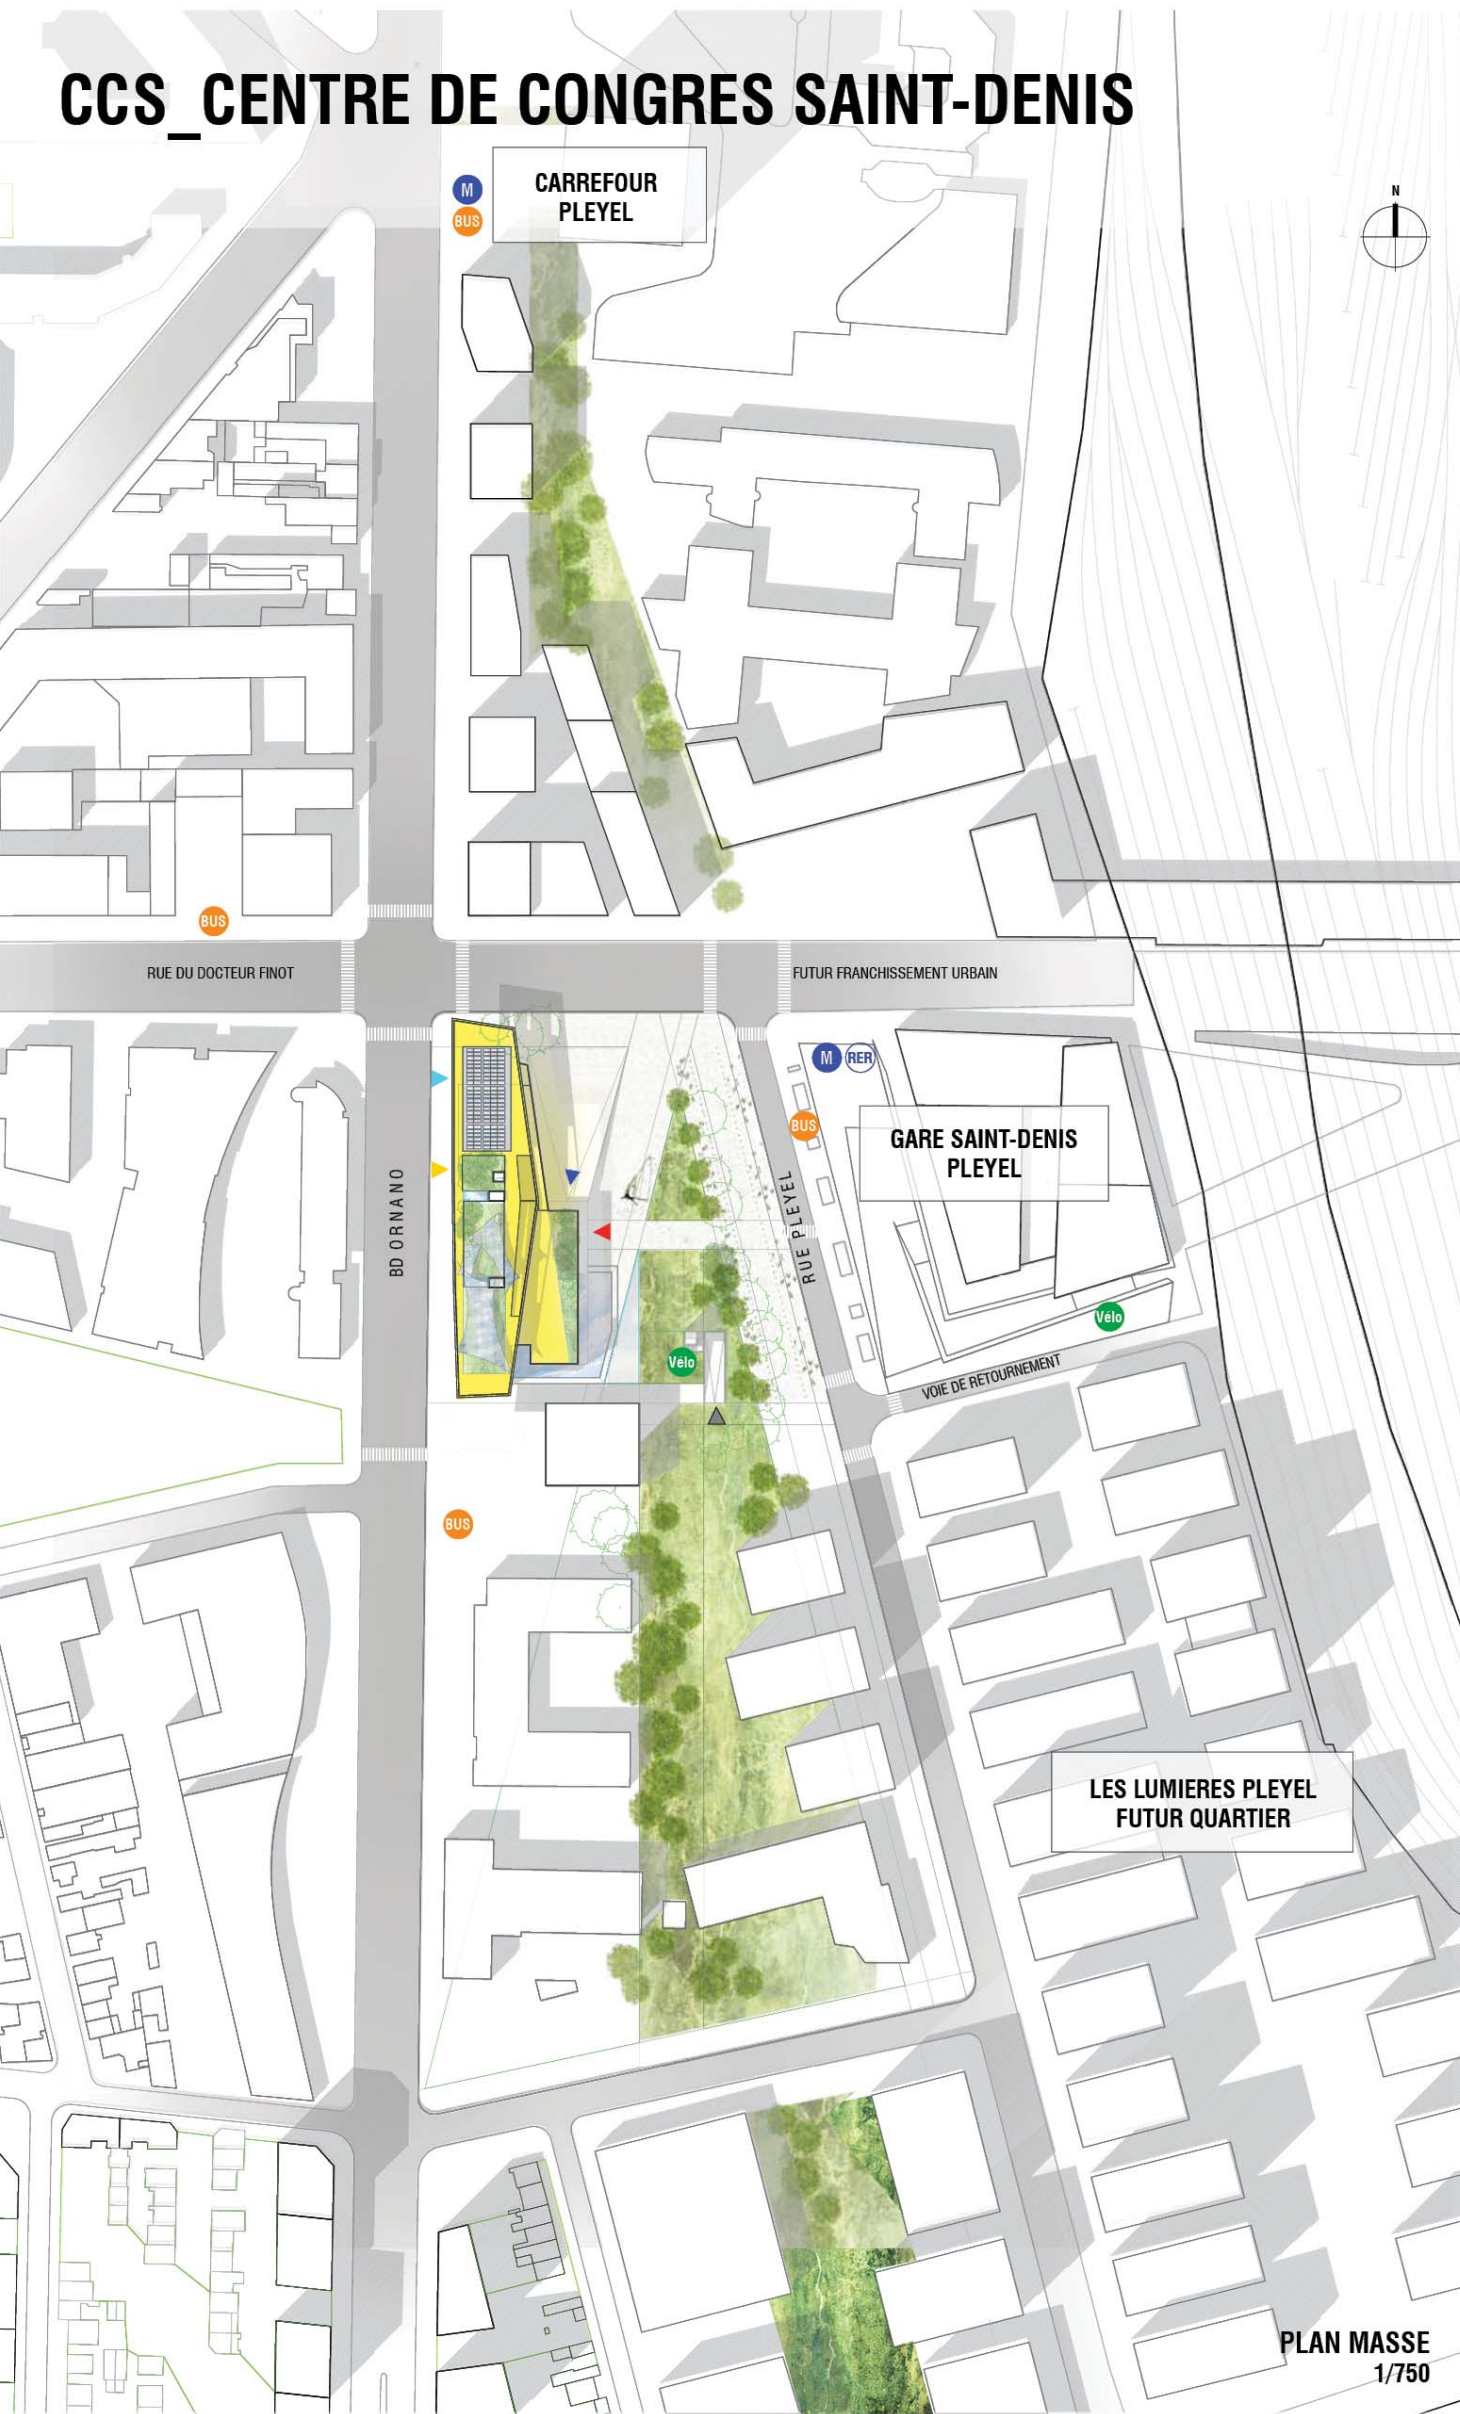 CCS_CENTRE DE CONGRES SAINT-DENIS
M
BUS
CARREFOUR
PLEYEL
N
BUS
RUE DU DOCTEUR FINOT
FUTUR FRANCHISSEMENT URBAIN
M
RER
BUS
GARE SAINT-DENIS
PLEYEL
BD ORNANO
RUE PLEYEL
Vélo
Vélo
VOIE DE RETOURNEMENT
BUS
LES LUMIERES PLEYEL
FUTUR QUARTIER
PLAN MASSE
1/750